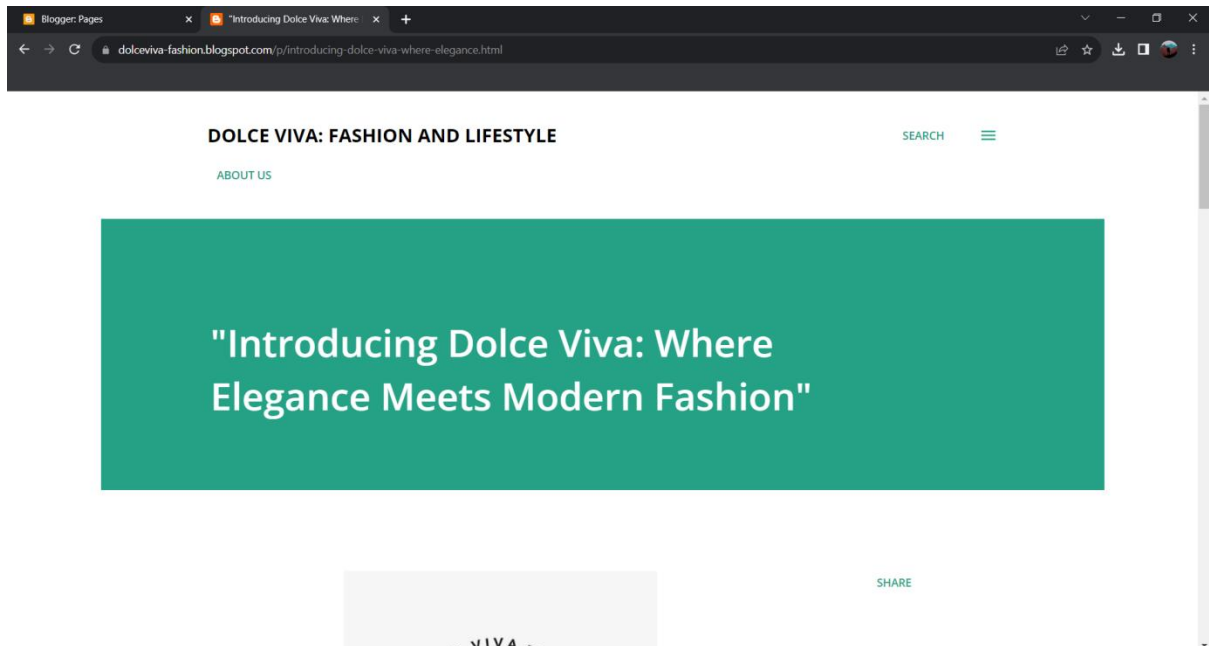 Blogger: Pages
"Introducing Dolce Viva: Where
dolceviva-fashion.blogspot.com/p/introducing-dolce-viva-where-elegance.html
DOLCE VIVA: FASHION AND LIFESTYLE
SEARCH
ABOUT US
"Introducing Dolce Viva: Where
Elegance Meets Modern Fashion"
SHARE
VIVA